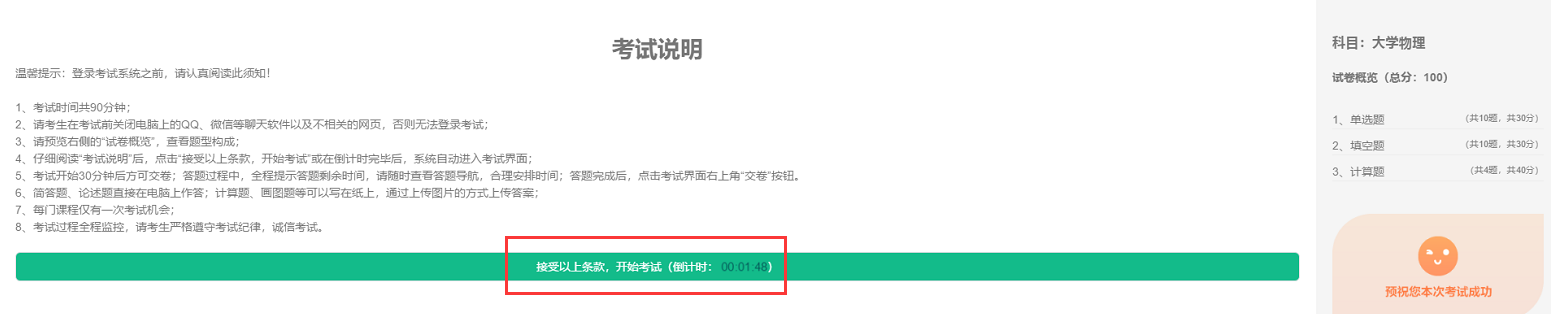 考试说明
温馨提示：登录考试系统之前，请认真阅读此须知！
1、考试时间共90分钟；
2、请考生在考试前关闭电脑上的QQ、微信等聊天软件以及不相关的网页，否则无法登录考试；
3、请预览右侧的“试卷概览”，查看题型构成；
4、仔细阅读“考试说明”后，点击“接受以上条款，开始考试”或在倒计时完毕后，系统自动进入考试界面；
5、考试开始30分钟后方可交卷；答题过程中，全程提示答题剩余时间，请随时查看答题导航，合理安排时间；答题完成后，点击考试界面右上角“交卷”按钮。
6、简答题、论述题直接在电脑上作答；计算题、画图题等可以写在纸上，通过上传图片的方式上传答案；
7、每门课程仅有一次考试机会；
8、考试过程全程监控，请考生严格遵守考试纪律，诚信考试。
接受以上条款，开始考试（倒计时： 00:01:48）
科目：大学物理
试卷概览（总分：100）
1、单选题 （共10题，共30分）
2、填空题 （共10题，共30分）
3、计算题 （共4题，共40分）
预祝您本次考试成功